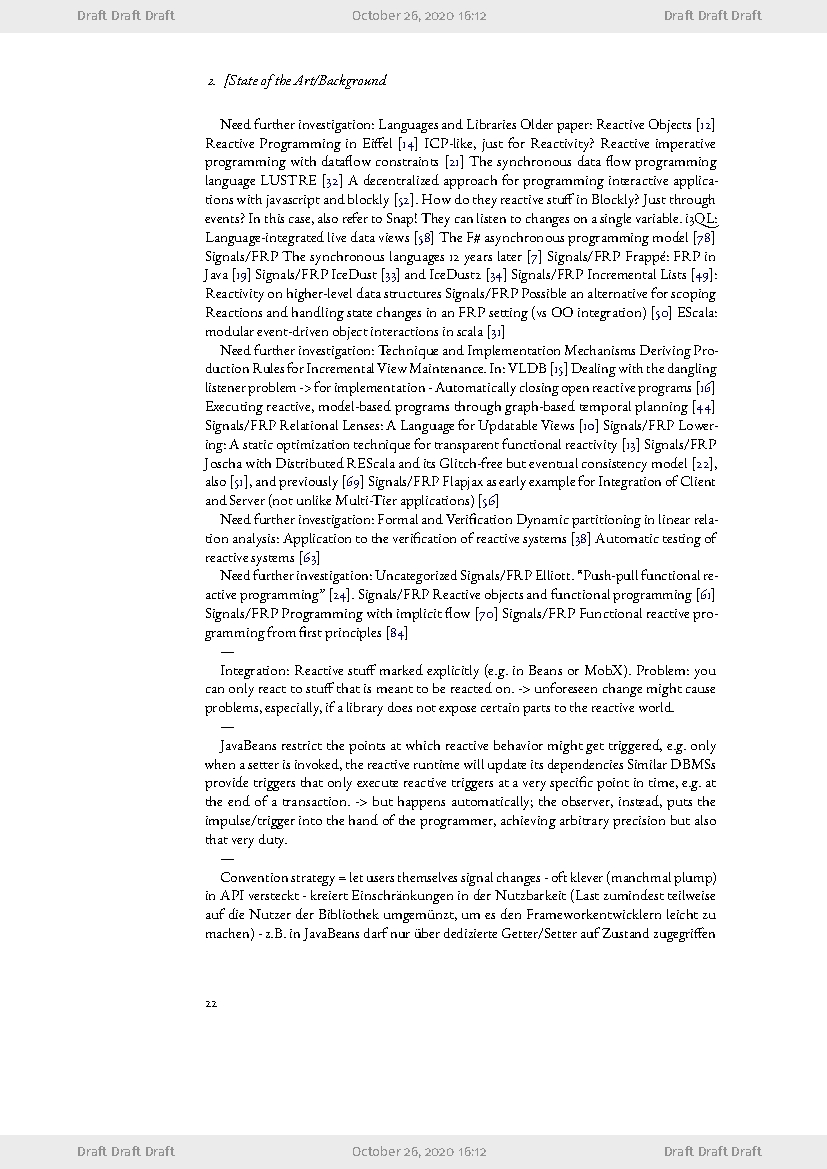 Draft Draft Draft October 26, 2020 16:12 Draft Draft Draft
2. [State of the Art/Background
Need further investigation: Languages and Libraries Older paper: Reactive Objects [12]
Reactive Programming in Eiffel [14] ICP-like, just for Reactivity? Reactive imperative
programming with dataflow constraints [21] The synchronous data flow programming
language LUSTRE [32] A decentralized approach for programming interactive applica-
tions with javascript and blockly [52]. How do they reactive stuff in Blockly? Just through
events? In this case, also refer to Snap! They can listen to changes on a single variable. i3QL:
Language-integrated live data views [58] The F# asynchronous programming model [78]
Signals/FRP The synchronous languages 12 years later [7] Signals/FRP Frappé: FRP in
Java [19] Signals/FRP IceDust [33] and IceDust2 [34] Signals/FRP Incremental Lists [49]:
Reactivity on higher-level data structures Signals/FRP Possible an alternative for scoping
Reactions and handling state changes in an FRP setting (vs OO integration) [50] EScala:
modular event-driven object interactions in scala [31]
Need further investigation: Technique and Implementation Mechanisms Deriving Pro-
duction Rules for Incremental View Maintenance. In: VLDB [15] Dealing with the dangling
listener problem -> for implementation - Automatically closing open reactive programs [16]
Executing reactive, model-based programs through graph-based temporal planning [44]
Signals/FRP Relational Lenses: A Language for Updatable Views [10] Signals/FRP Lower-
ing: A static optimization technique for transparent functional reactivity [13] Signals/FRP
Joscha with Distributed REScala and its Glitch-free but eventual consistency model [22],
also [51], and previously [69] Signals/FRP Flapjax as early example for Integration of Client
and Server (not unlike Multi-Tier applications) [56]
Need further investigation: Formal and Verification Dynamic partitioning in linear rela-
tion analysis: Application to the verification of reactive systems [38] Automatic testing of
reactive systems [63]
Need further investigation: Uncategorized Signals/FRP Elliott. “Push-pull functional re-
active programming” [24]. Signals/FRP Reactive objects and functional programming [61]
Signals/FRP Programming with implicit flow [70] Signals/FRP Functional reactive pro-
gramming from first principles [84]
—
Integration: Reactive stuff marked explicitly (e.g. in Beans or MobX). Problem: you
can only react to stuff that is meant to be reacted on. -> unforeseen change might cause
problems, especially, if a library does not expose certain parts to the reactive world.
—
JavaBeans restrict the points at which reactive behavior might get triggered, e.g. only
when a setter is invoked, the reactive runtime will update its dependencies Similar DBMSs
provide triggers that only execute reactive triggers at a very specific point in time, e.g. at
the end of a transaction. -> but happens automatically; the observer, instead, puts the
impulse/trigger into the hand of the programmer, achieving arbitrary precision but also
that very duty.
—
Convention strategy = let users themselves signal changes - oft klever (manchmal plump)
in API versteckt - kreiert Einschränkungen in der Nutzbarkeit (Last zumindest teilweise
auf die Nutzer der Bibliothek umgemünzt, um es den Frameworkentwicklern leicht zu
machen) - z.B. in JavaBeans darf nur über dedizierte Getter/Setter auf Zustand zugegriffen
22
Draft Draft Draft October 26, 2020 16:12 Draft Draft Draft